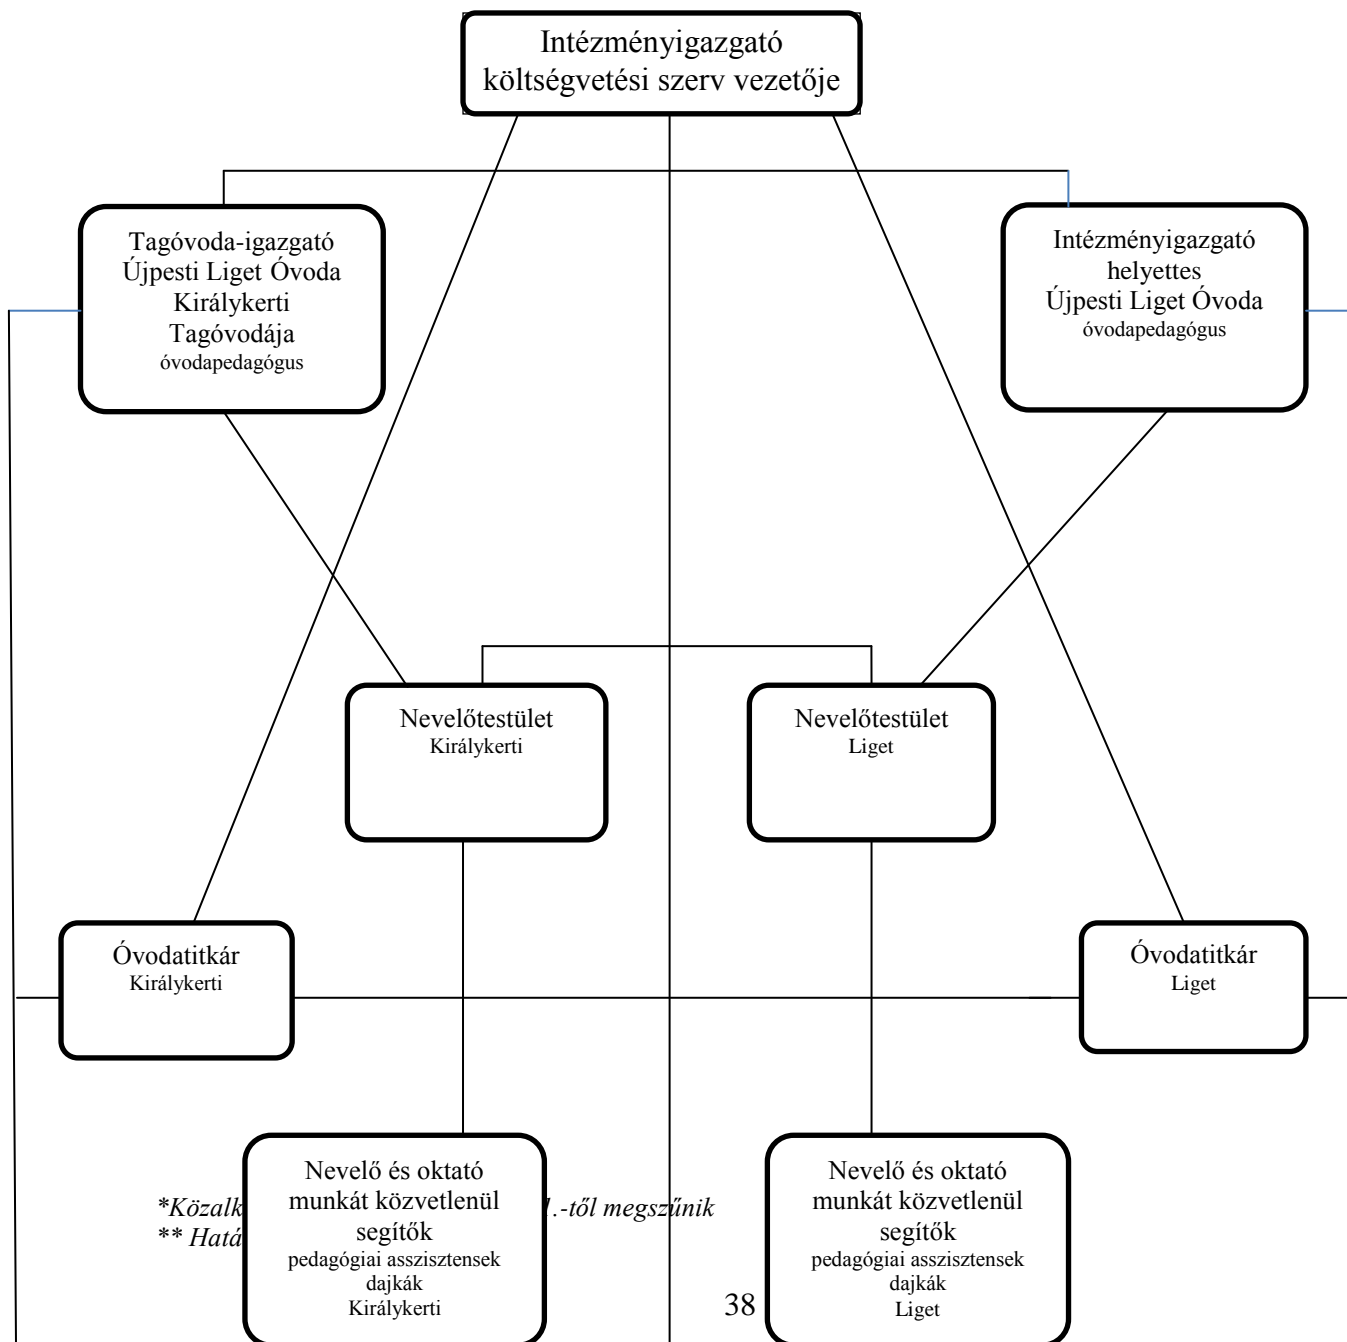 Intézményigazgató
költségvetési szerv vezetője
Tagóvoda-igazgató
Újpesti Liget Óvoda
Királykerti
Tagóvodája
óvodapedagógus
Intézményigazgató
helyettes
Újpesti Liget Óvoda
óvodapedagógus
Nevelőtestület
Királykerti
Nevelőtestület
Liget
Óvodatitkár
Királykerti
Óvodatitkár
Liget
Nevelő és oktató
munkát közvetlenül
segítők
pedagógiai asszisztensek
dajkák
Királykerti
Nevelő és oktató
munkát közvetlenül
segítők
pedagógiai asszisztensek
dajkák
Liget
*Közalk .-től megszűnik
** Hatá
38